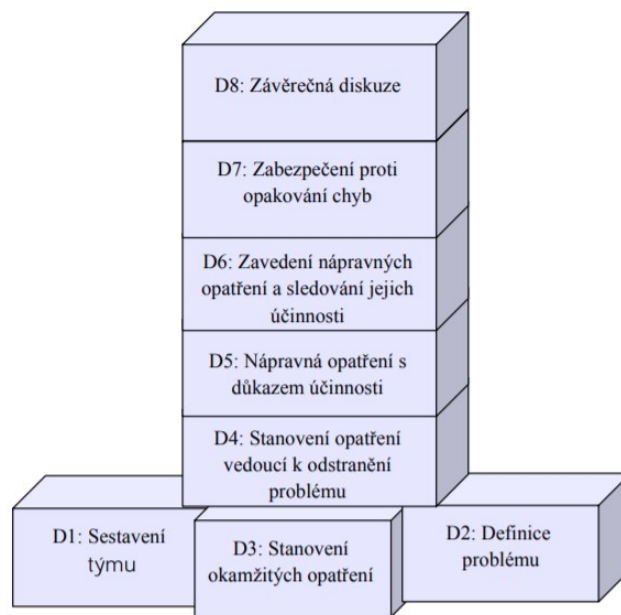 D8: Závěrečná diskuze
D7: Zabezpečení proti
opakování chyb
D6: Zavedení nápravných
opatření a sledování jejich
účinnosti
D5: Nápravná opatření s
důkazem účinnosti
D4: Stanovení opatření
vedoucí k odstranění
problému
D1: Sestavení
týmu
D3: Stanovení
okamžitých opatření
D2: Definice
problému